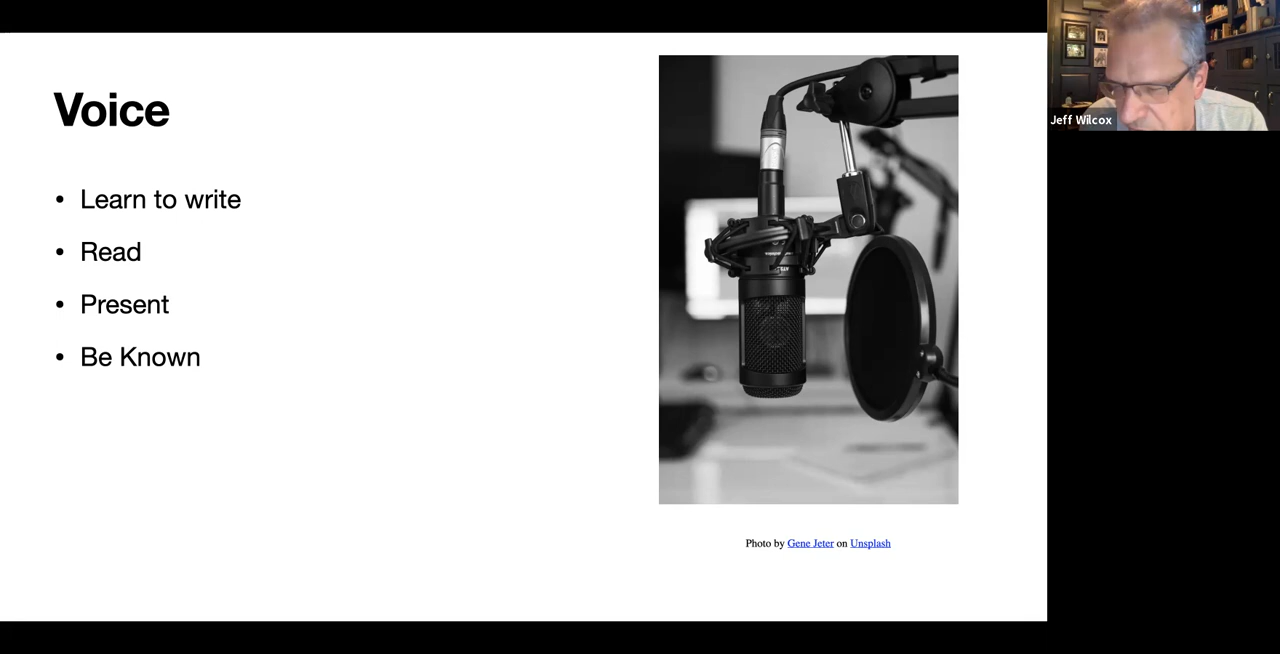 Voice
• Learn to write
• Read
• Present
• Be Known
Photo by Gene Jeter on Unsplash
Jeff Wilcox